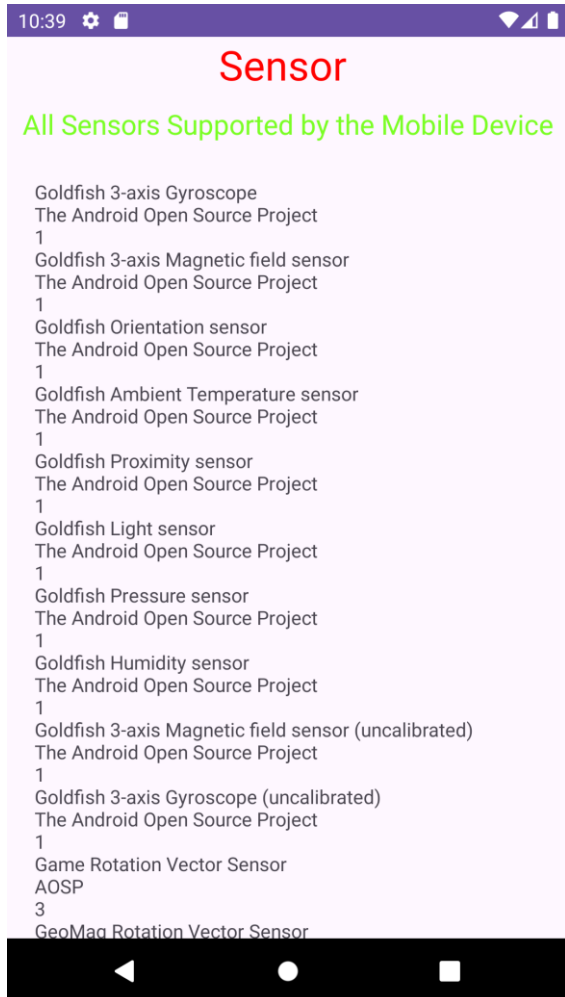 10:39
Sensor
All Sensors Supported by the Mobile Device
Goldfish 3-axis Gyroscope
The Android Open Source Project
1
Goldfish 3-axis Magnetic field sensor
The Android Open Source Project
1
Goldfish Orientation sensor
The Android Open Source Project
1
Goldfish Ambient Temperature sensor
The Android Open Source Project
1
Goldfish Proximity sensor
The Android Open Source Project
1
Goldfish Light sensor
The Android Open Source Project
1
Goldfish Pressure sensor
The Android Open Source Project
1
Goldfish Humidity sensor
The Android Open Source Project
1
Goldfish 3-axis Magnetic field sensor (uncalibrated)
The Android Open Source Project
1
Goldfish 3-axis Gyroscope (uncalibrated)
The Android Open Source Project
1
Game Rotation Vector Sensor
AOSP
3
GeoMag Rotation Vector Sensor